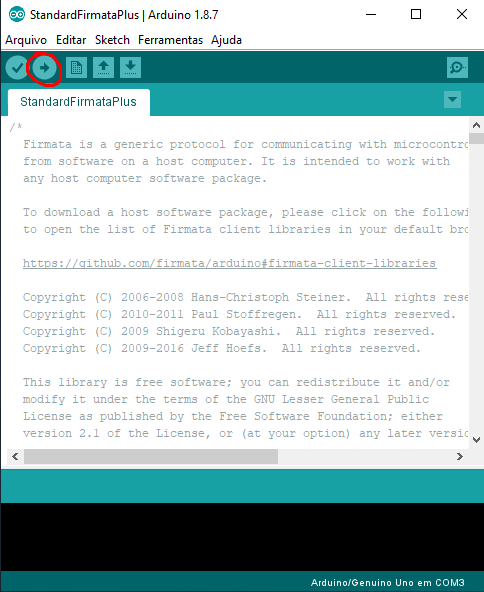 StandardFirmataPlus | Arduino 1.8.7
Arquivo Editar Sketch Ferramentas Ajuda
StandardFirmataPlus
/*
Firmata is a generic protocol for communicating with microcontro
from software on a host computer. It is intended to work with
any host computer software package.
To download a host software package, please click on the followi
to open the list of Firmata client libraries in your default bro
https://github.com/firmata/arduino#firmata-client-libraries
Copyright (C) 2006-2008 Hans-Christoph Steiner.  All rights rese
Copyright (C) 2010-2011 Paul Stoffregen.  All rights reserved.
Copyright (C) 2009 Shigeru Kobayashi.  All rights reserved.
Copyright (C) 2009-2016 Jeff Hoefs.  All rights reserved.
This library is free software; you can redistribute it and/or
modify it under the terms of the GNU Lesser General Public
License as published by the Free Software Foundation; either
version 2.1 of the License, or (at your option) any later versio
Arduino/Genuino Uno em COM3